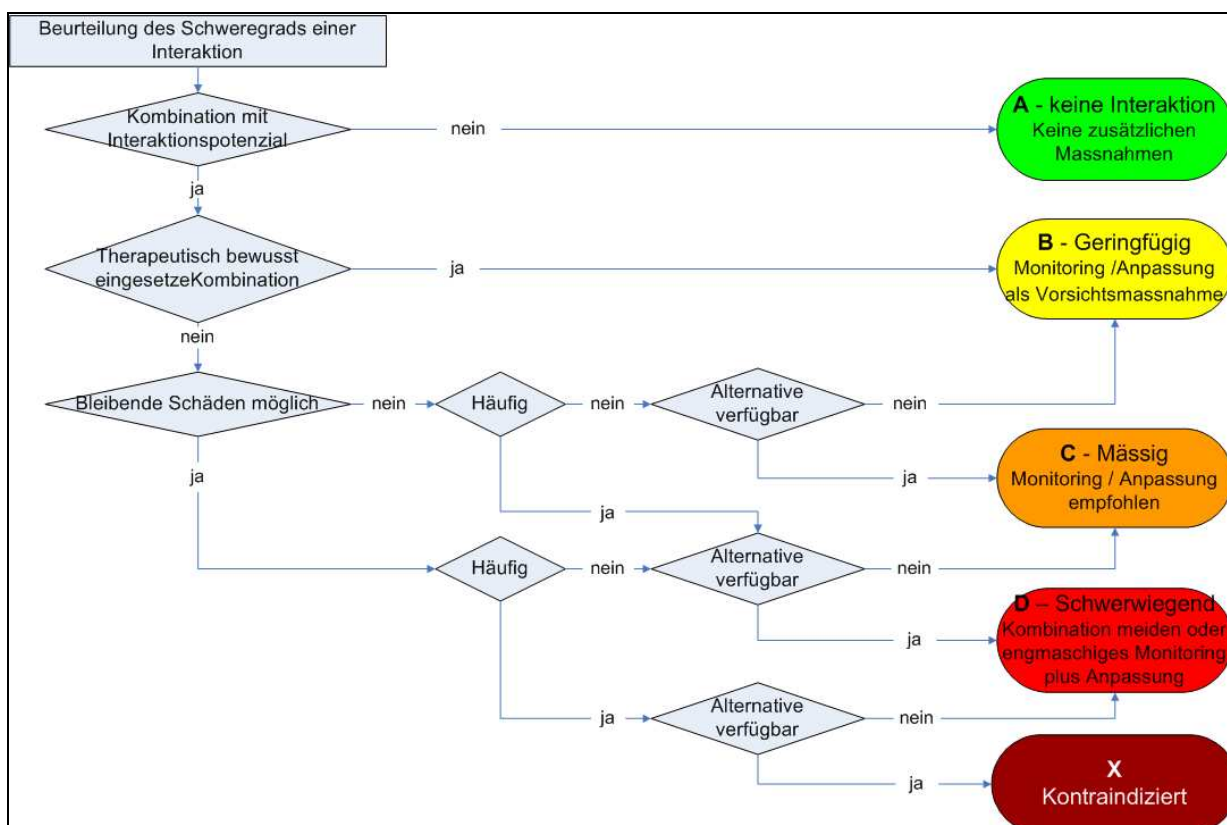 Beurteilung des Schweregrads einer
Interaktion
Kombination mit
Interaktionspotenzial
nein
A - keine Interaktion
Keine zusätzlichen
Massnahmen
ja
Therapeutisch bewusst
eingesetzeKombination
ja
B - Geringfügig
Monitoring /Anpassung
als Vorsichtsmassnahme
nein
Bleibende Schäden möglich
nein
Häufig
nein
Alternative
verfügbar
nein
ja
C - Mässig
Monitoring / Anpassung
empfohlen
ja
ja
Häufig
nein
Alternative
verfügbar
nein
ja
D – Schwerwiegend
Kombination meiden oder
engmaschiges Monitoring
plus Anpassung
ja
Alternative
verfügbar
nein
ja
X
Kontraindiziert